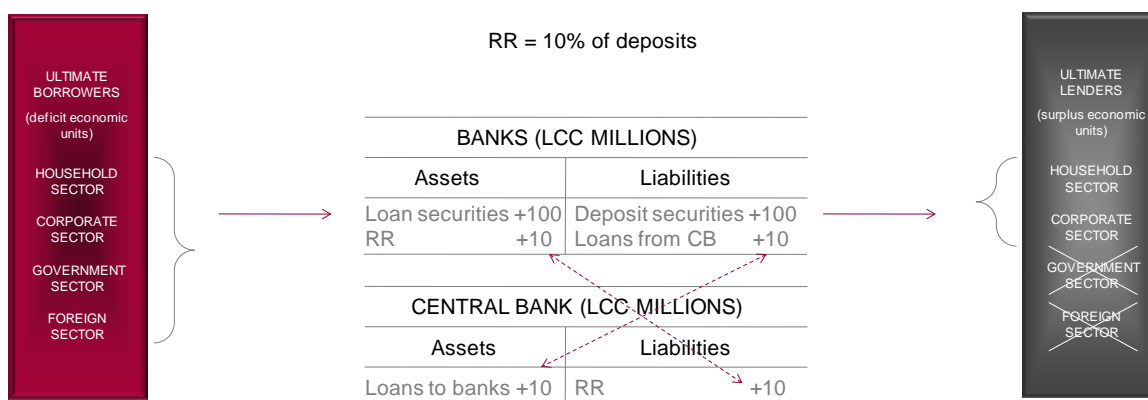 RR = 10% of deposits
ULTIMATE
BORROWERS
(deficit economic
units)
HOUSEHOLD
SECTOR
CORPORATE
SECTOR
GOVERNMENT
SECTOR
FOREIGN
SECTOR
BANKS (LCC MILLIONS)
Assets Liabilities
Loan securities +100 Deposit securities +100
RR +10 Loans from CB +10
CENTRAL BANK (LCC MILLIONS)
Assets Liabilities
Loans to banks +10 RR +10
ULTIMATE
LENDERS
(surplus economic
units)
HOUSEHOLD
SECTOR
CORPORATE
SECTOR
GOVERNMENT
SECTOR
FOREIGN
SECTOR